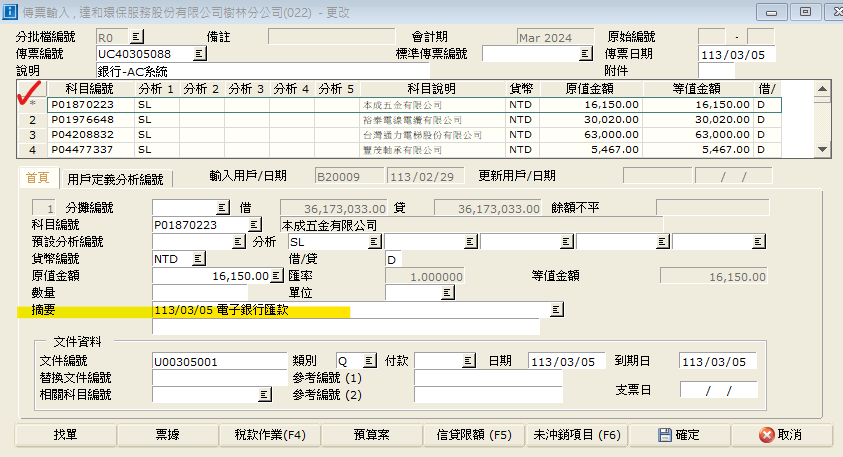 傳票輸入 , 達和環保服務股份有限公司樹林分公司(022) - 更改
分批檔編號 R0 備註 會計期 Mar 2024 原始編號 -
傳票編號 UC40305088 標準傳票編號 傳票日期 113/03/05
說明 銀行-AC系統 附件
科目編號 分析 1 分析 2 分析 3 分析 4 分析 5 科目說明 貨幣 原值金額 等值金額 借/
* P01870223 SL 本成五金有限公司 NTD 16,150.00 16,150.00 D
2 P01976648 SL 裕泰電線電纜有限公司 NTD 30,020.00 30,020.00 D
3 P04208832 SL 台灣通力電梯股份有限公司 NTD 63,000.00 63,000.00 D
4 P04477337 SL 豐茂軸承有限公司 NTD 5,467.00 5,467.00 D
首頁 用戶定義分析編號 輸入用戶/日期 B20009 113/02/29 更新用戶/日期 / /
1 分攤編號 借 36,173,033.00 貸 36,173,033.00 餘額不平
科目編號 P01870223 本成五金有限公司
預設分析編號 分析 SL
貨幣編號 NTD 借/貸 D
原值金額 16,150.00 匯率 1.000000 等值金額 16,150.00
數量 單位
摘要 113/03/05 電子銀行匯款
文件資料
文件編號 U00305001 類別 Q 付款 日期 113/03/05 到期日 113/03/05
替換文件編號 參考編號 (1)
相關科目編號 參考編號 (2) 支票日 / /
找單 票據 稅款作業(F4) 預算案 信貸限額 (F5) 未沖銷項目 (F6) 確定 取消